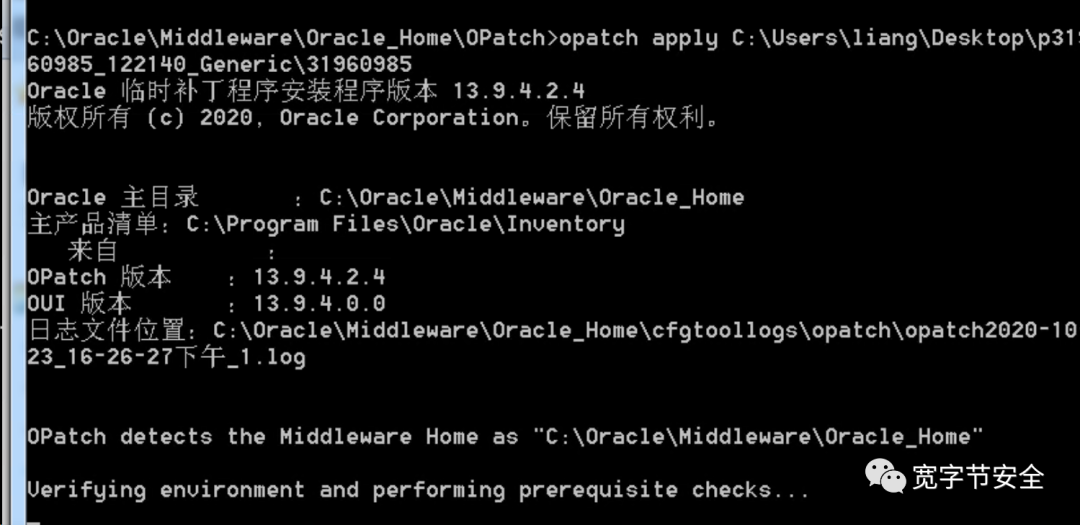 C:\Oracle\Middleware\Oracle_Home\OPatch>opatch apply C:\Users\liang\Desktop\p319
60985_122140_Generic\31960985
Oracle 临时补丁程序安装程序版本 13.9.4.2.4
版权所有 (c) 2020, Oracle Corporation。保留所有权利。
Oracle 主目录       : C:\Oracle\Middleware\Oracle_Home
主产品清单: C:\Program Files\Oracle\Inventory
   来自           :
OPatch 版本    : 13.9.4.2.4
OUI 版本       : 13.9.4.0.0
日志文件位置: C:\Oracle\Middleware\Oracle_Home\cfgtoollogs\opatch\opatch2020-10
23_16-26-27下午_1.log
OPatch detects the Middleware Home as "C:\Oracle\Middleware\Oracle_Home"
Verifying environment and performing prerequisite checks...
宽字节安全